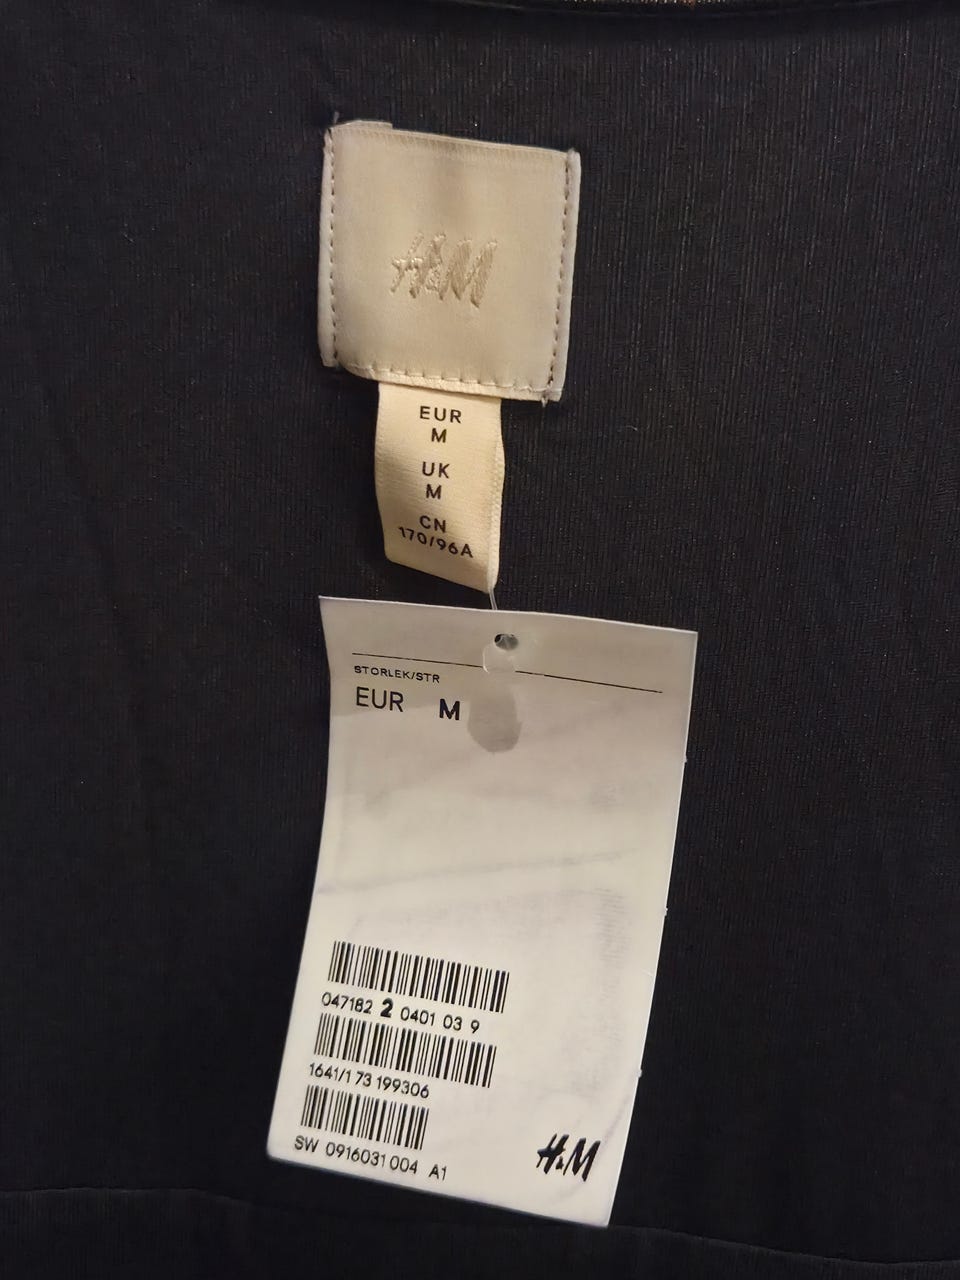 H&M
EUR
M
UK
M
CN
170/96A
STORLEK/STR
EUR M
047182 2 0401 03 9
1641/1 73 199306
SW 0916031004 A1
H&M